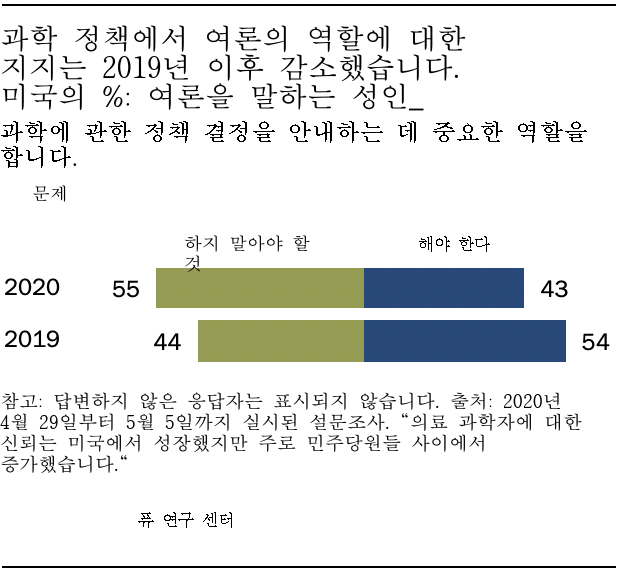 과학 정책에서 여론의 역할에 대한
지지는 2019년 이후 감소했습니다.
미국의 %: 여론을 말하는 성인_
과학에 관한 정책 결정을 안내하는 데 중요한 역할을
합니다.
문제
하지 말아야 할
것
해야 한다
2020 55 43
2019 44 54
참고: 답변하지 않은 응답자는 표시되지 않습니다. 출처: 2020년
4월 29일부터 5월 5일까지 실시된 설문조사. “의료 과학자에 대한
신뢰는 미국에서 성장했지만 주로 민주당원들 사이에서
증가했습니다.“
퓨 연구 센터